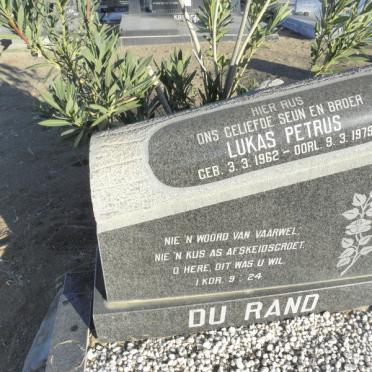 HIER RUS
ONS GELIEFDE SEUN EN BROER
LUKAS PETRUS
GEB. 3. 3. 1962 - OORL. 9. 3. 1979
NIE 'N WOORD VAN VAARWEL,
NIE 'N KUS AS AFSKEIDSGROET.
O HERE, DIT WAS U WIL.
I KOR. 9 . 24.
DU RAND